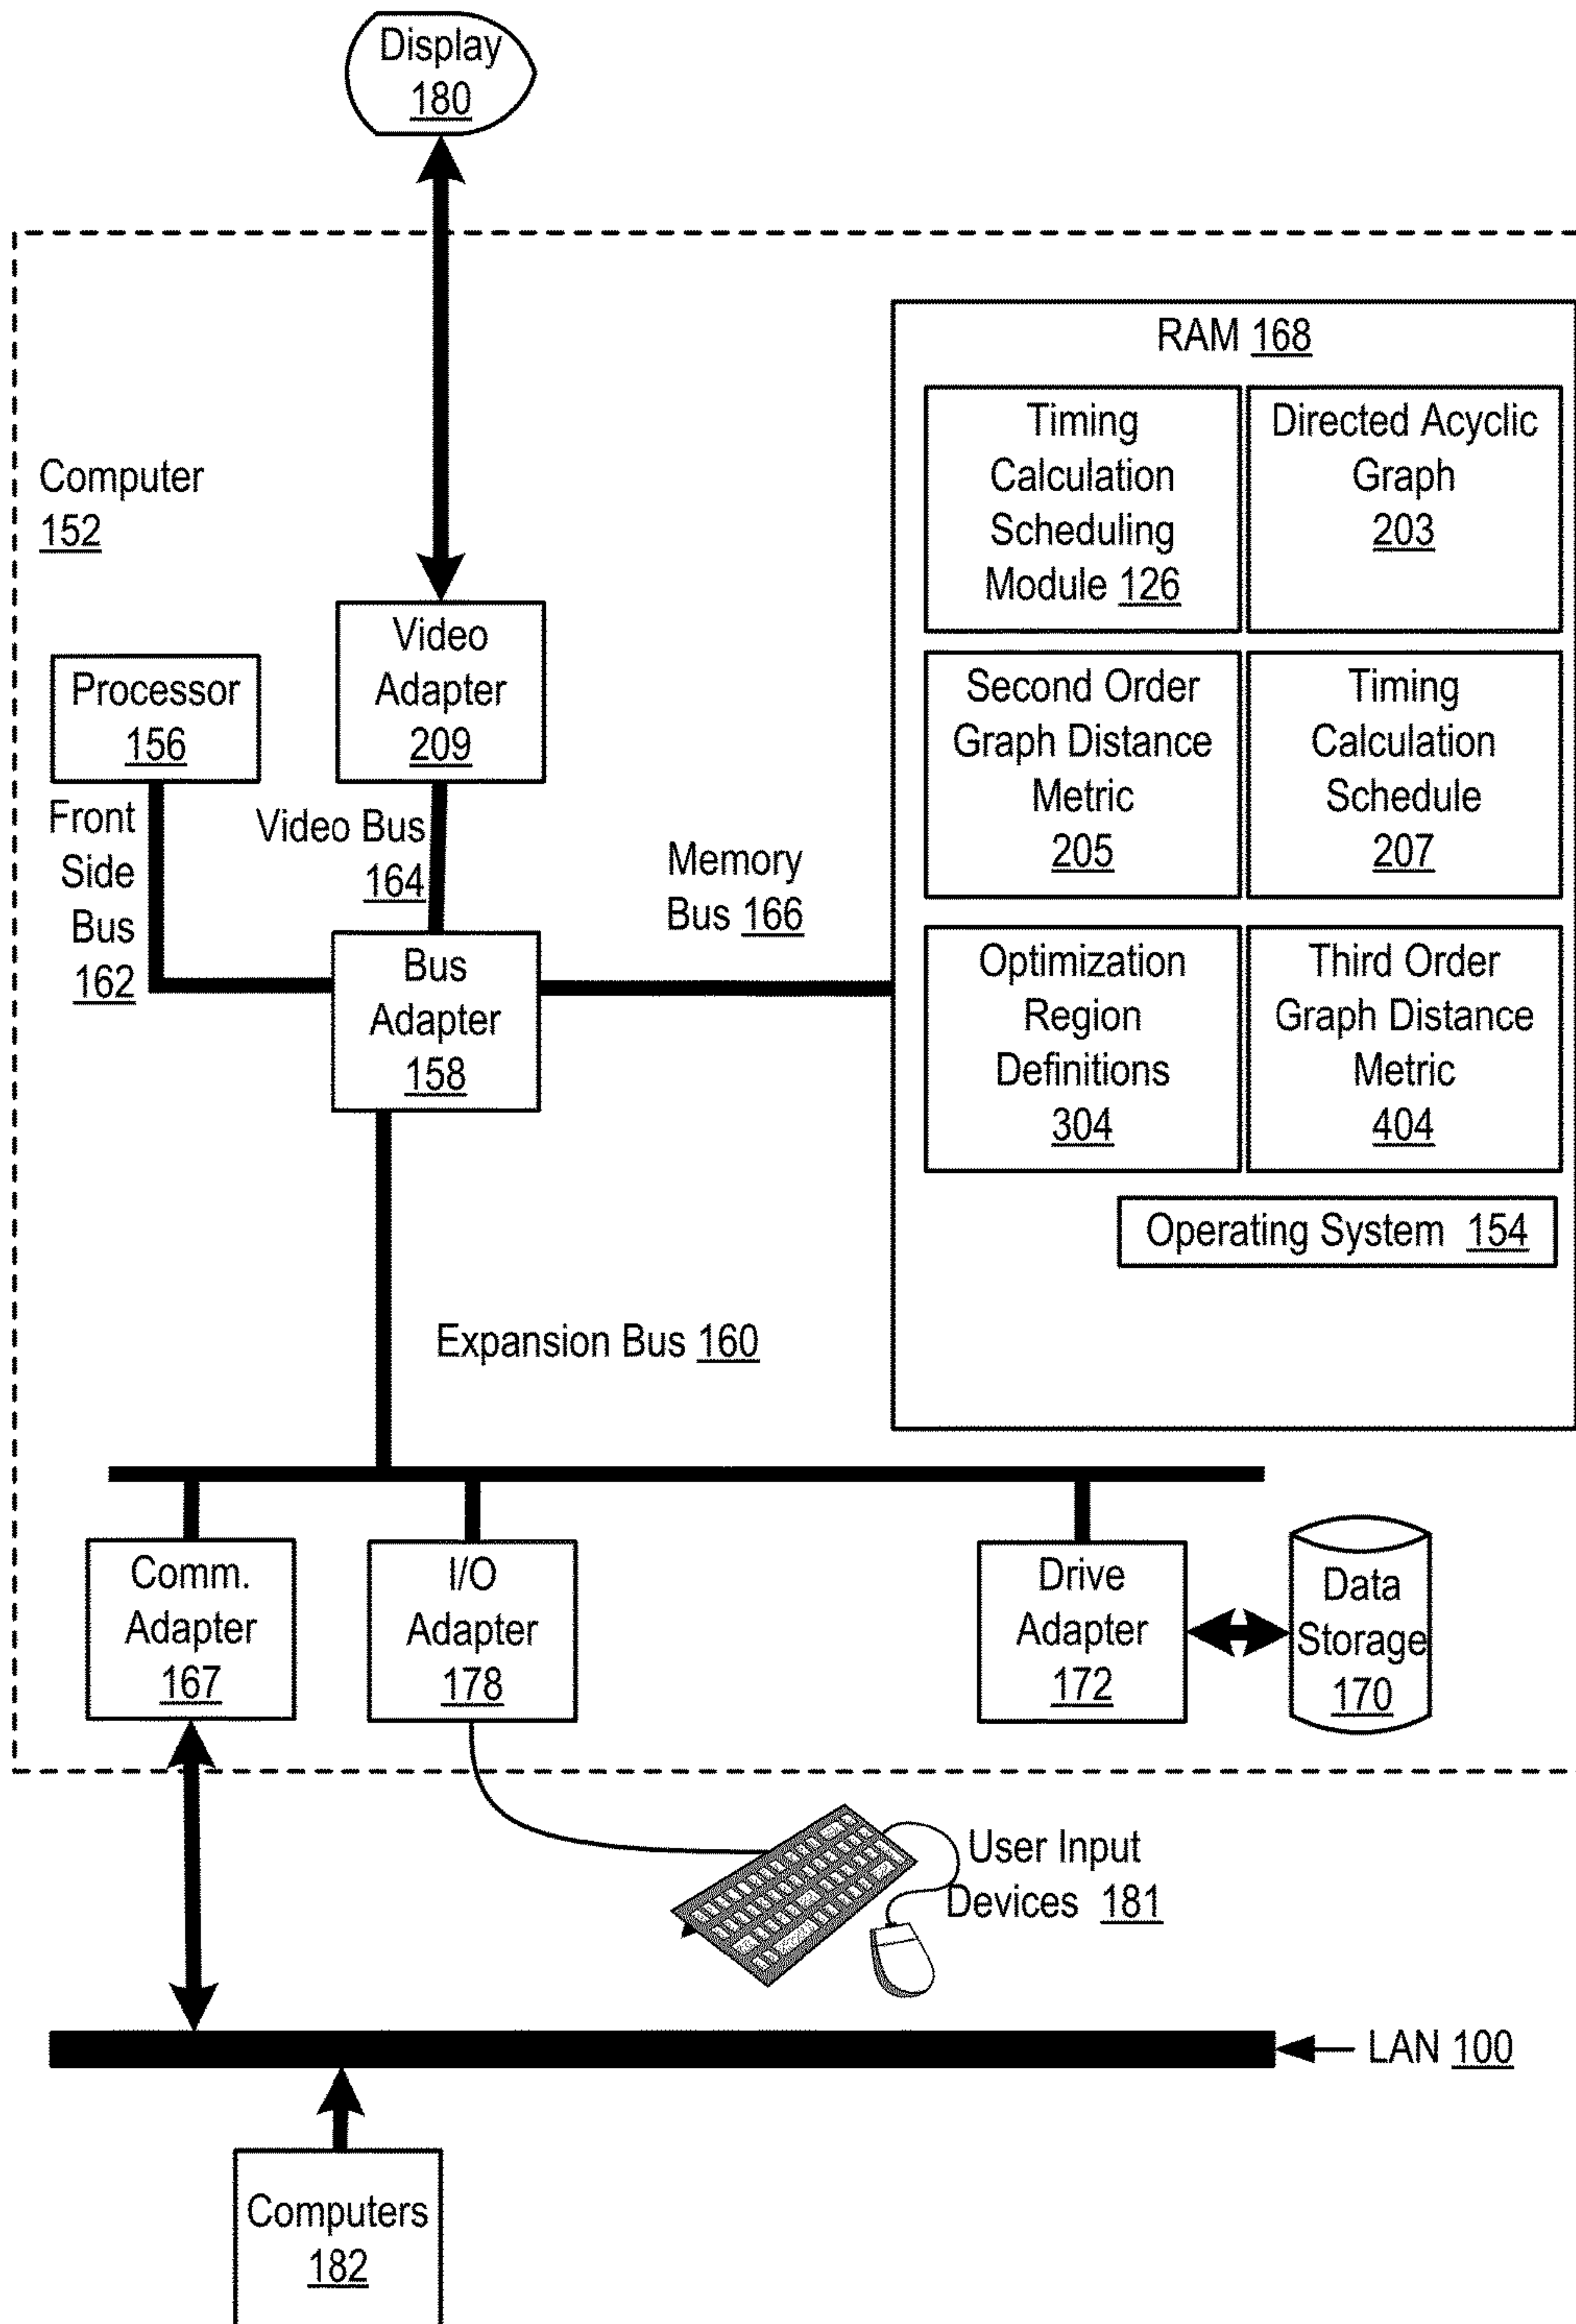 Display
180
Computer
152
RAM 168
Timing
Calculation
Scheduling
Module 126
Directed Acyclic
Graph
203
Second Order
Graph Distance
Metric
205
Timing
Calculation
Schedule
207
Optimization
Region
Definitions
304
Third Order
Graph Distance
Metric
404
Operating System 154
Processor
156
Video
Adapter
209
Front
Side
Bus
162
Video Bus
164
Memory
Bus 166
Bus
Adapter
158
Expansion Bus 160
Comm.
Adapter
167
I/O
Adapter
178
Drive
Adapter
172
Data
Storage
170
User Input
Devices 181
LAN 100
Computers
182